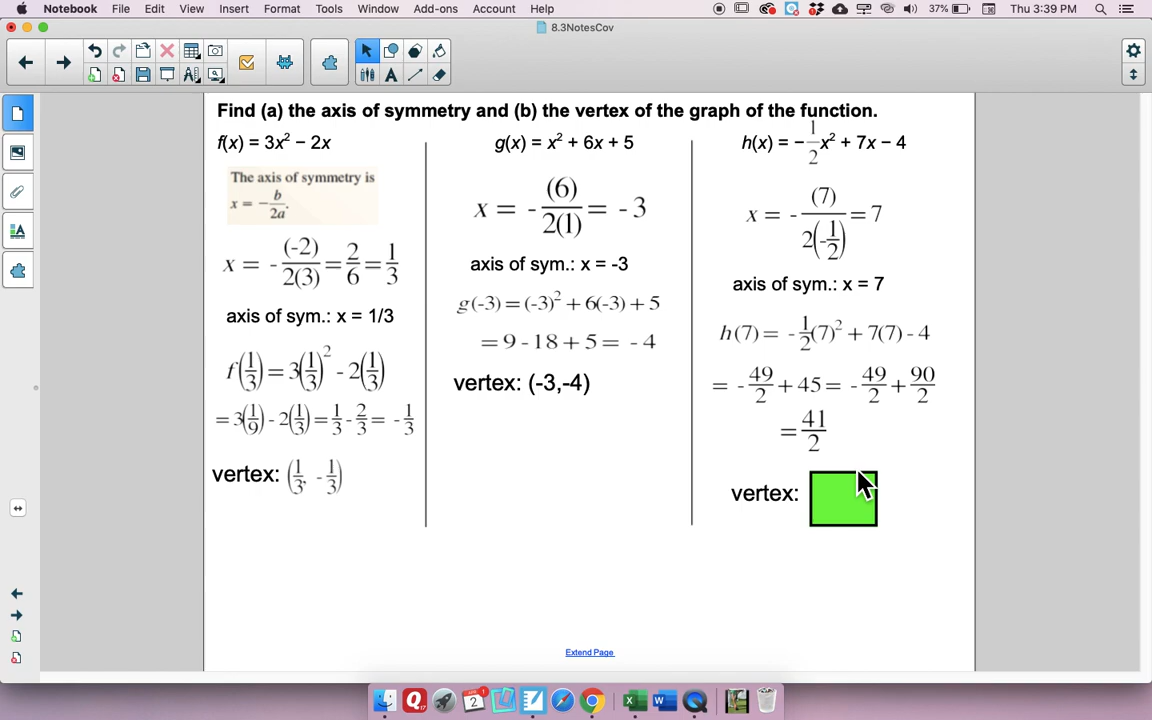 Notebook File Edit View Insert Format Tools Window Add-ons Account Help 37% Thu 3:39 PM
8.3NotesCov
Find (a) the axis of symmetry and (b) the vertex of the graph of the function.
f(x) = 3x² − 2x
The axis of symmetry is
x = −b/2a.
x = -(-2)/2(3) = 2/6 = 1/3
axis of sym.: x = 1/3
f(1/3) = 3(1/3)² - 2(1/3)
= 3(1/9) - 2(1/3) = 1/3 - 2/3 = -1/3
vertex: (1/3, -1/3)
g(x) = x² + 6x + 5
x = -(6)/2(1) = -3
axis of sym.: x = -3
g(-3) = (-3)² + 6(-3) + 5
= 9 - 18 + 5 = -4
vertex: (-3,-4)
h(x) = −1/2x² + 7x − 4
x = -(7)/2(-1/2) = 7
axis of sym.: x = 7
h(7) = -1/2(7)² + 7(7) - 4
= -49/2 + 45 = -49/2 + 90/2
= 41/2
vertex:
Extend Page